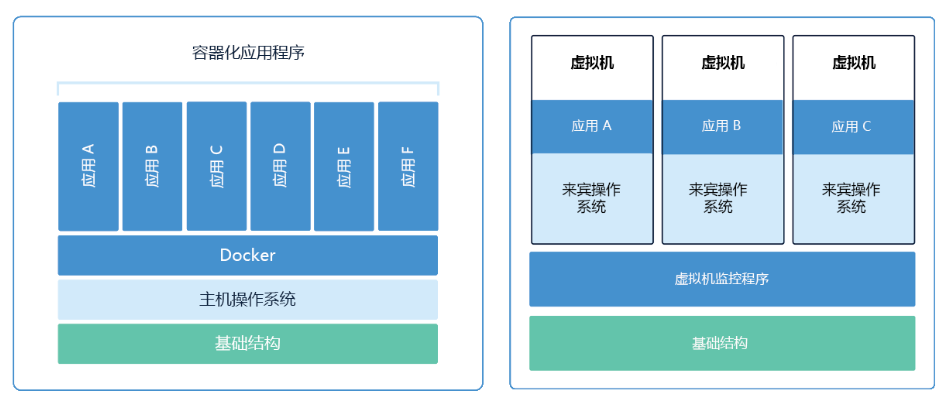 容器化应用程序
应用 A
应用 B
应用 C
应用 D
应用 E
应用 F
Docker
主机操作系统
基础结构
虚拟机
虚拟机
虚拟机
应用 A
应用 B
应用 C
来宾操作
系统
来宾操作
系统
来宾操作
系统
虚拟机监控程序
基础结构